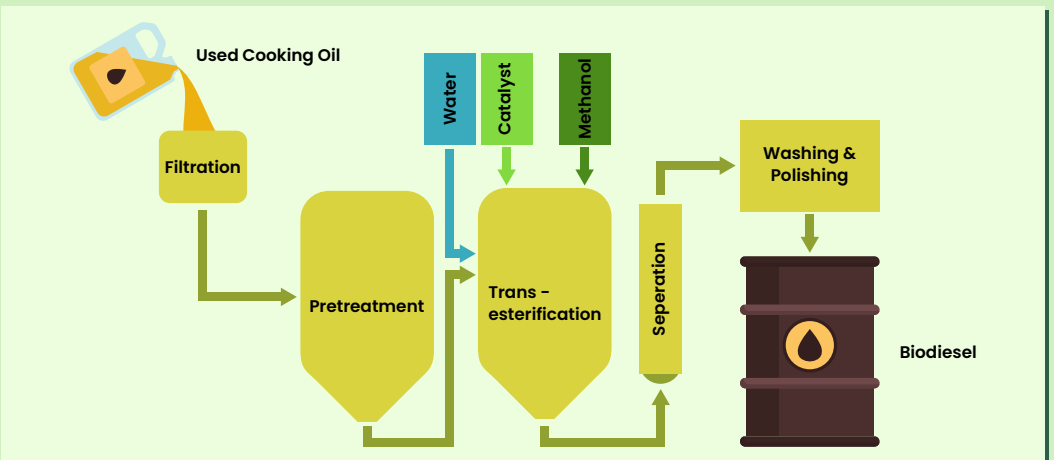 Used Cooking Oil
Filtration
Pretreatment
Water
Catalyst
Methanol
Trans -
esterification
Seperation
Washing &
Polishing
Biodiesel